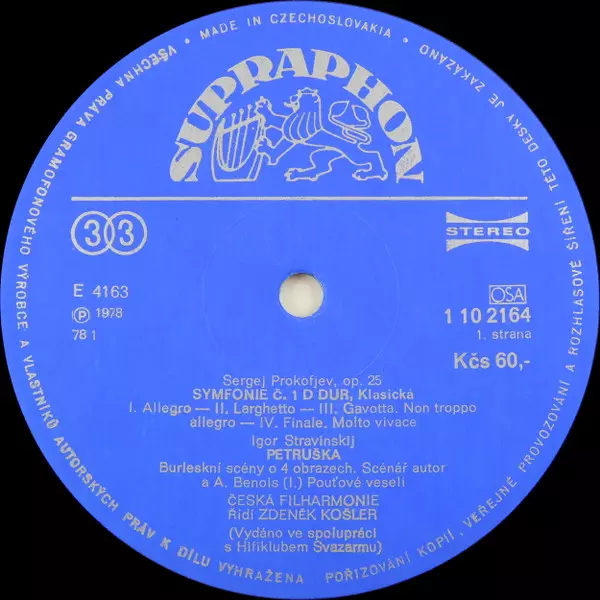 VŠECHNA PRÁVA GRAMOFONOVÉHO VÝROBCE A VLASTNÍKŮ AUTORSKÝCH PRÁV K DÍLU VYHRAŽENA
• MADE IN CZECHOSLOVAKIA •
POŘIZOVÁNÍ KOPIÍ, VEŘEJNÉ PROVOZOVÁNÍ A ROZHLASOVÉ ŠÍŘENÍ TÉTO DESKY JE ZAKÁZÁNO
SUPRAPHON
33
STEREO
E 4163
Ⓟ 1978
78 1
OSA
1 10 2164
1. strana
Kčs 60,-
Sergej Prokofjev, op. 25
SYMFONIE Č. 1 D DUR, Klasická
I. Allegro — II. Larghetto — III. Gavotta. Non troppo
allegro — IV. Finale. Molto vivace
Igor Stravinskij
PETRUŠKA
Burleskní scény o 4 obrazech. Scénář autor
a A. Benois (I.) Pouťové veselí
ČESKÁ FILHARMONIE
Řídí ZDENĚK KOŠLER
(Vydáno ve spolupráci
s Hifiklubem Svazarmu)